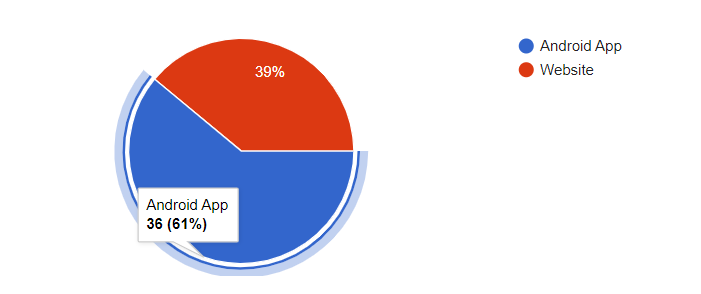 39%
Android App
Website
Android App
36 (61%)